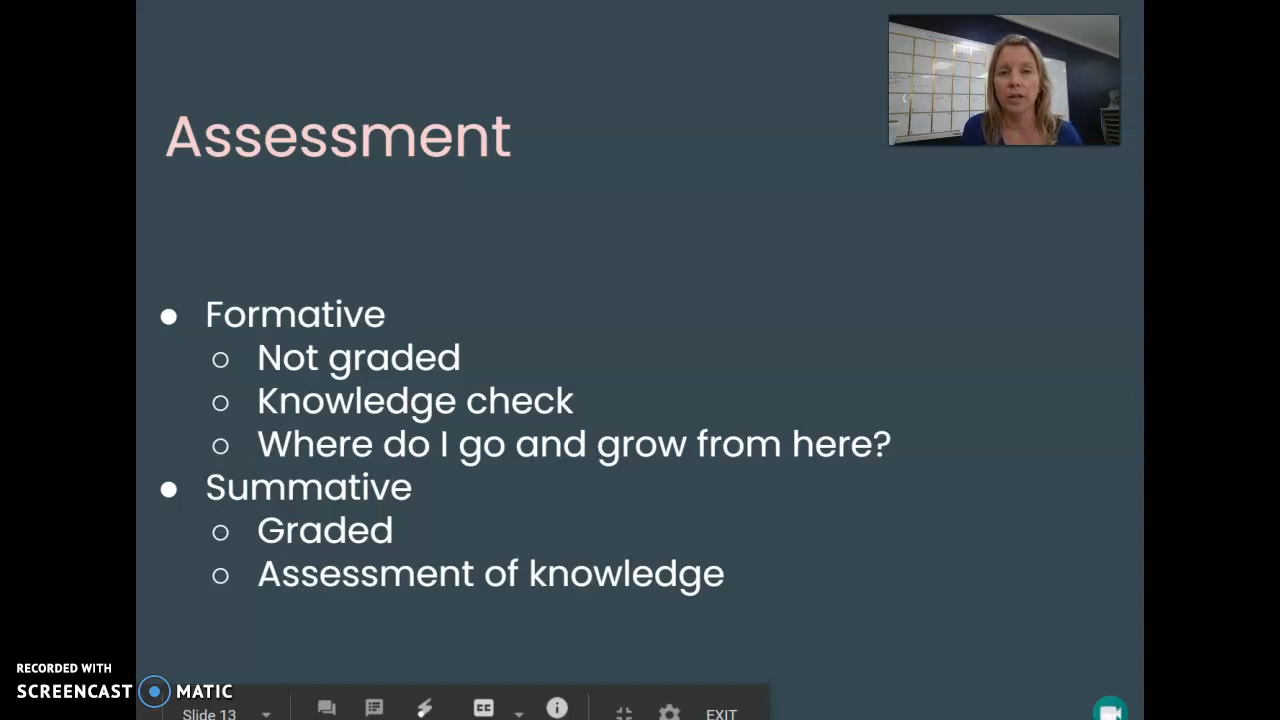 Assessment
● Formative
○ Not graded
○ Knowledge check
○ Where do I go and grow from here?
● Summative
○ Graded
○ Assessment of knowledge
RECORDED WITH
SCREENCAST MATIC
Slide 13
CC
EXIT